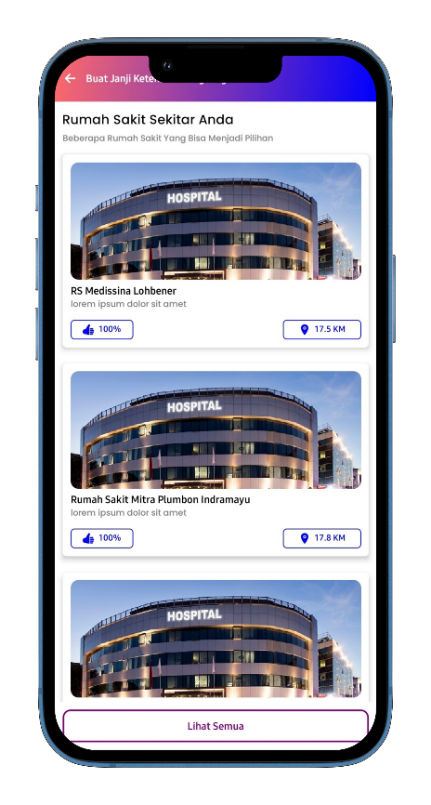 Buat Janji
Rumah Sakit Sekitar Anda
Beberapa Rumah Sakit Yang Bisa Menjadi Pilihan
HOSPITAL
RS Medissina Lohbener
lorem ipsum dolor sit amet
100%
17.5 KM
HOSPITAL
Rumah Sakit Mitra Plumbon Indramayu
lorem ipsum dolor sit amet
100%
17.8 KM
HOSPITAL
Lihat Semua